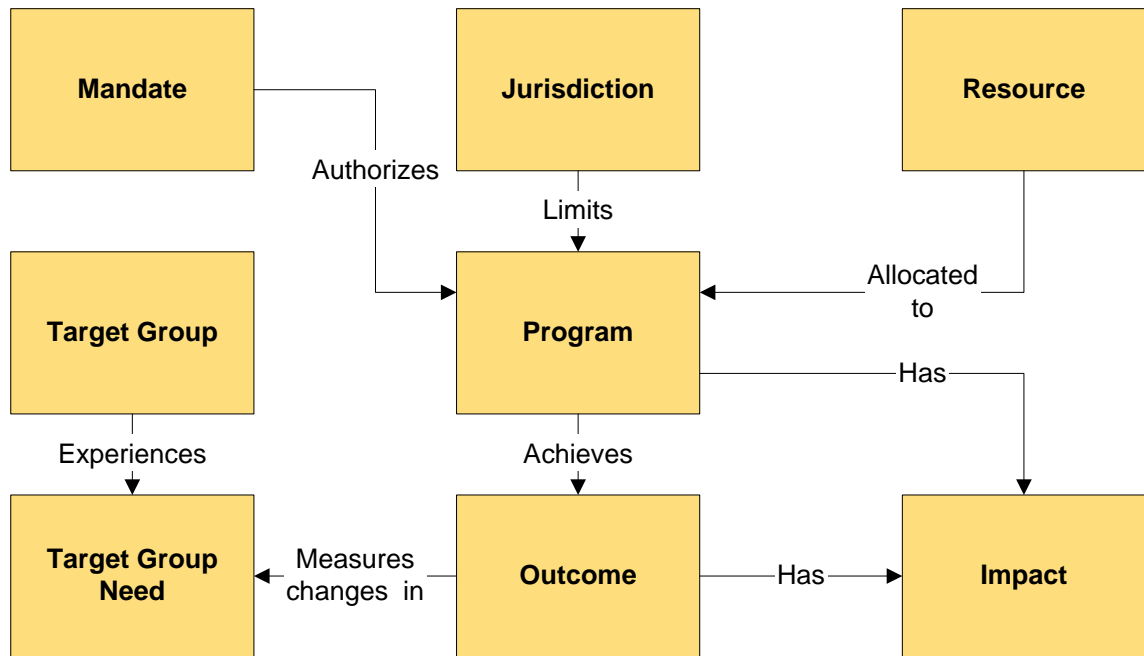 Mandate
Jurisdiction
Resource
Authorizes
Limits
Allocated
to
Target Group
Program
Has
Experiences
Achieves
Target Group
Need
Measures
changes in
Outcome
Has
Impact